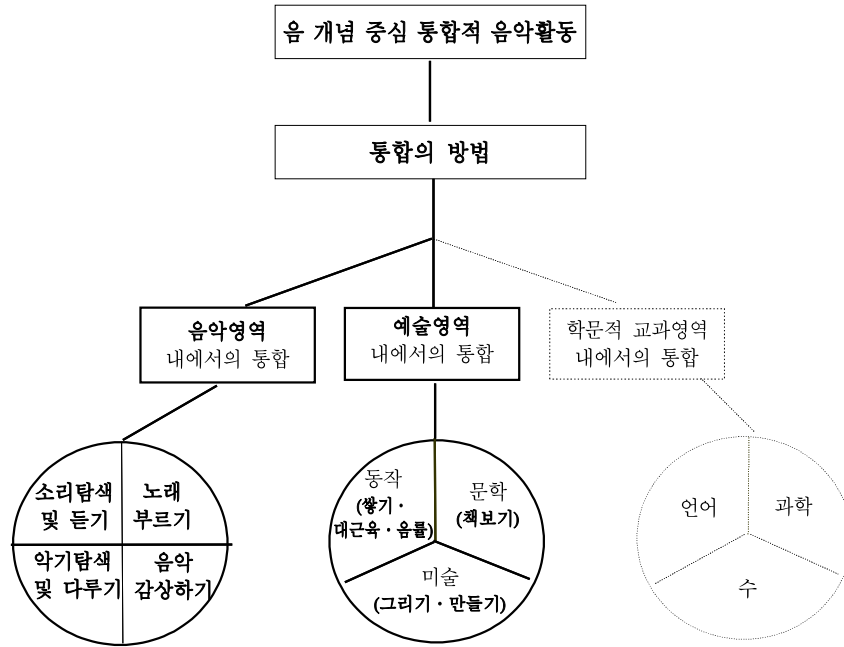 음 개념 중심 통합적 음악활동
통합의 방법
음악영역
내에서의 통합
예술영역
내에서의 통합
학문적 교과영역
내에서의 통합
소리탐색
및 듣기
노래
부르기
악기탐색
및 다루기
음악
감상하기
동작
(쌓기·
대근육·음률)
문학
(책보기)
미술
(그리기·만들기)
언어
과학
수